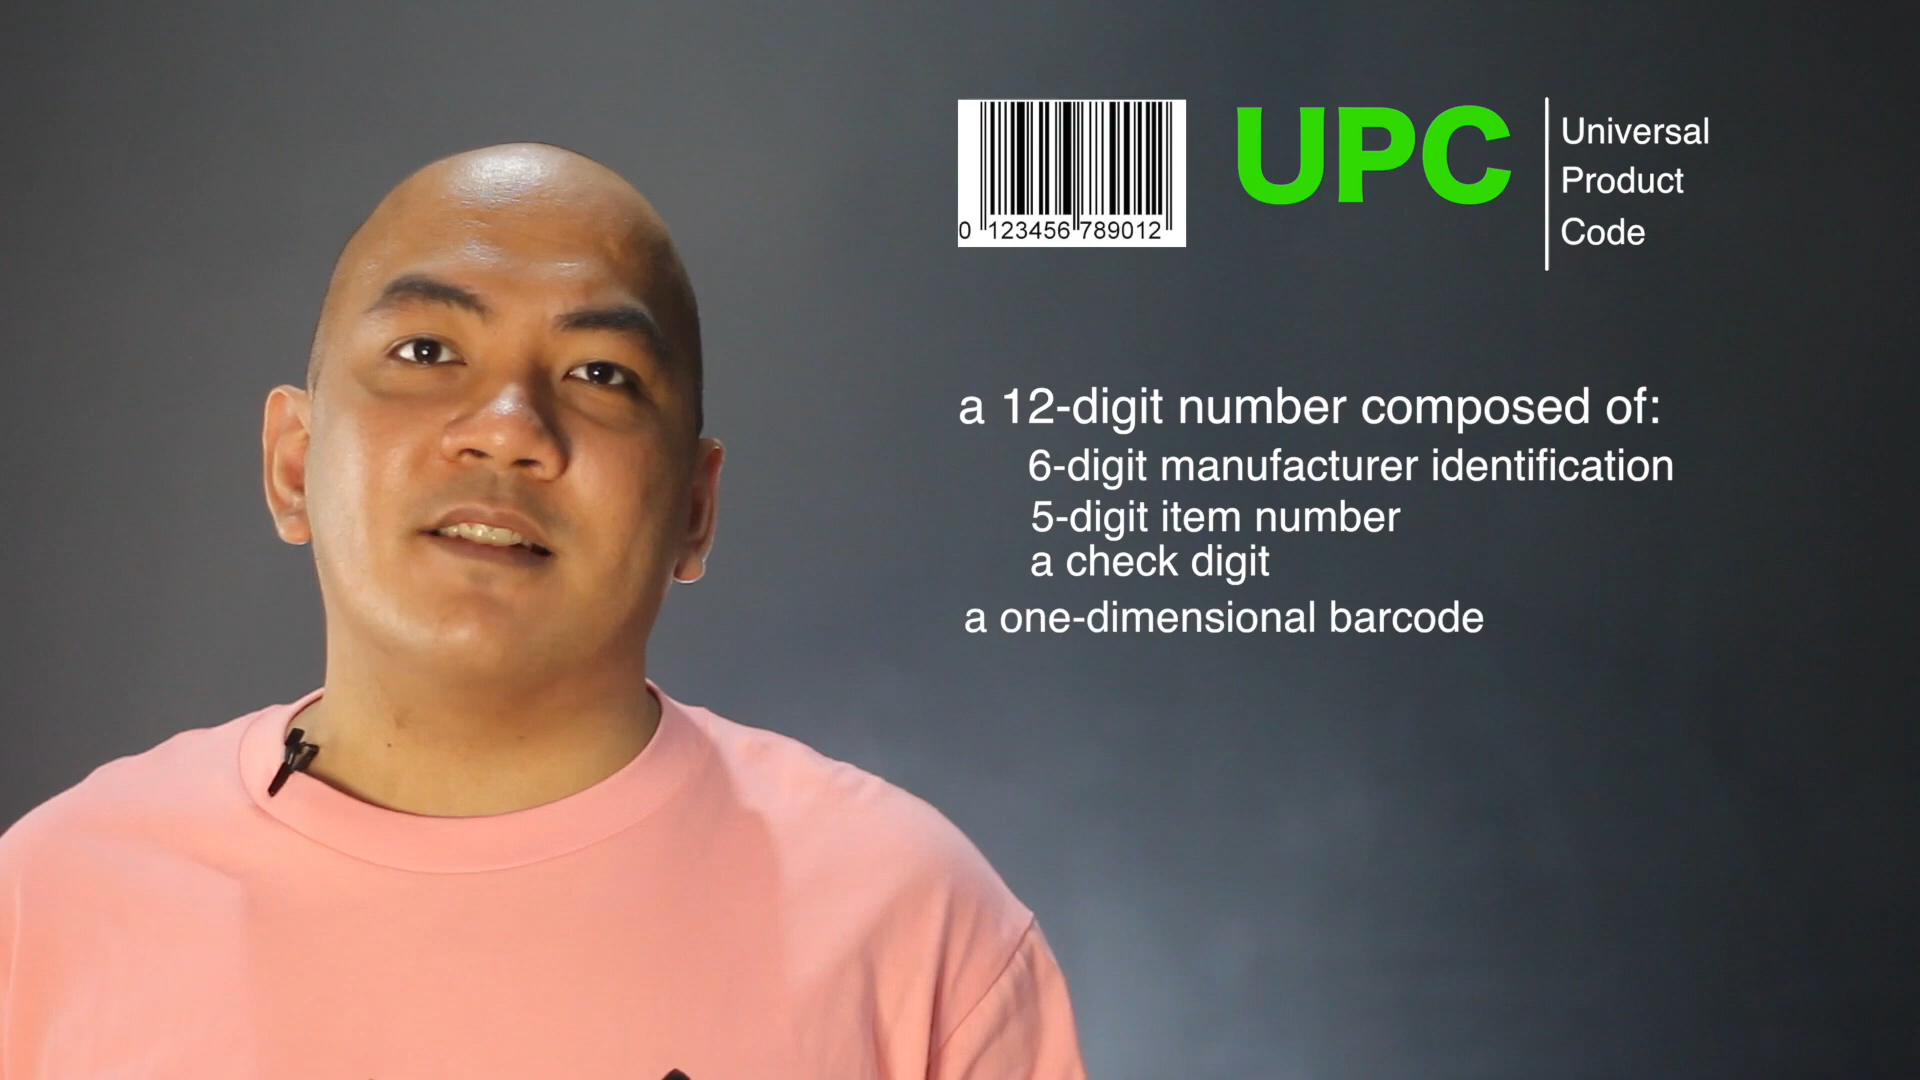 0 123456 789012
UPC
Universal
Product
Code
a 12-digit number composed of:
6-digit manufacturer identification
5-digit item number
a check digit
a one-dimensional barcode